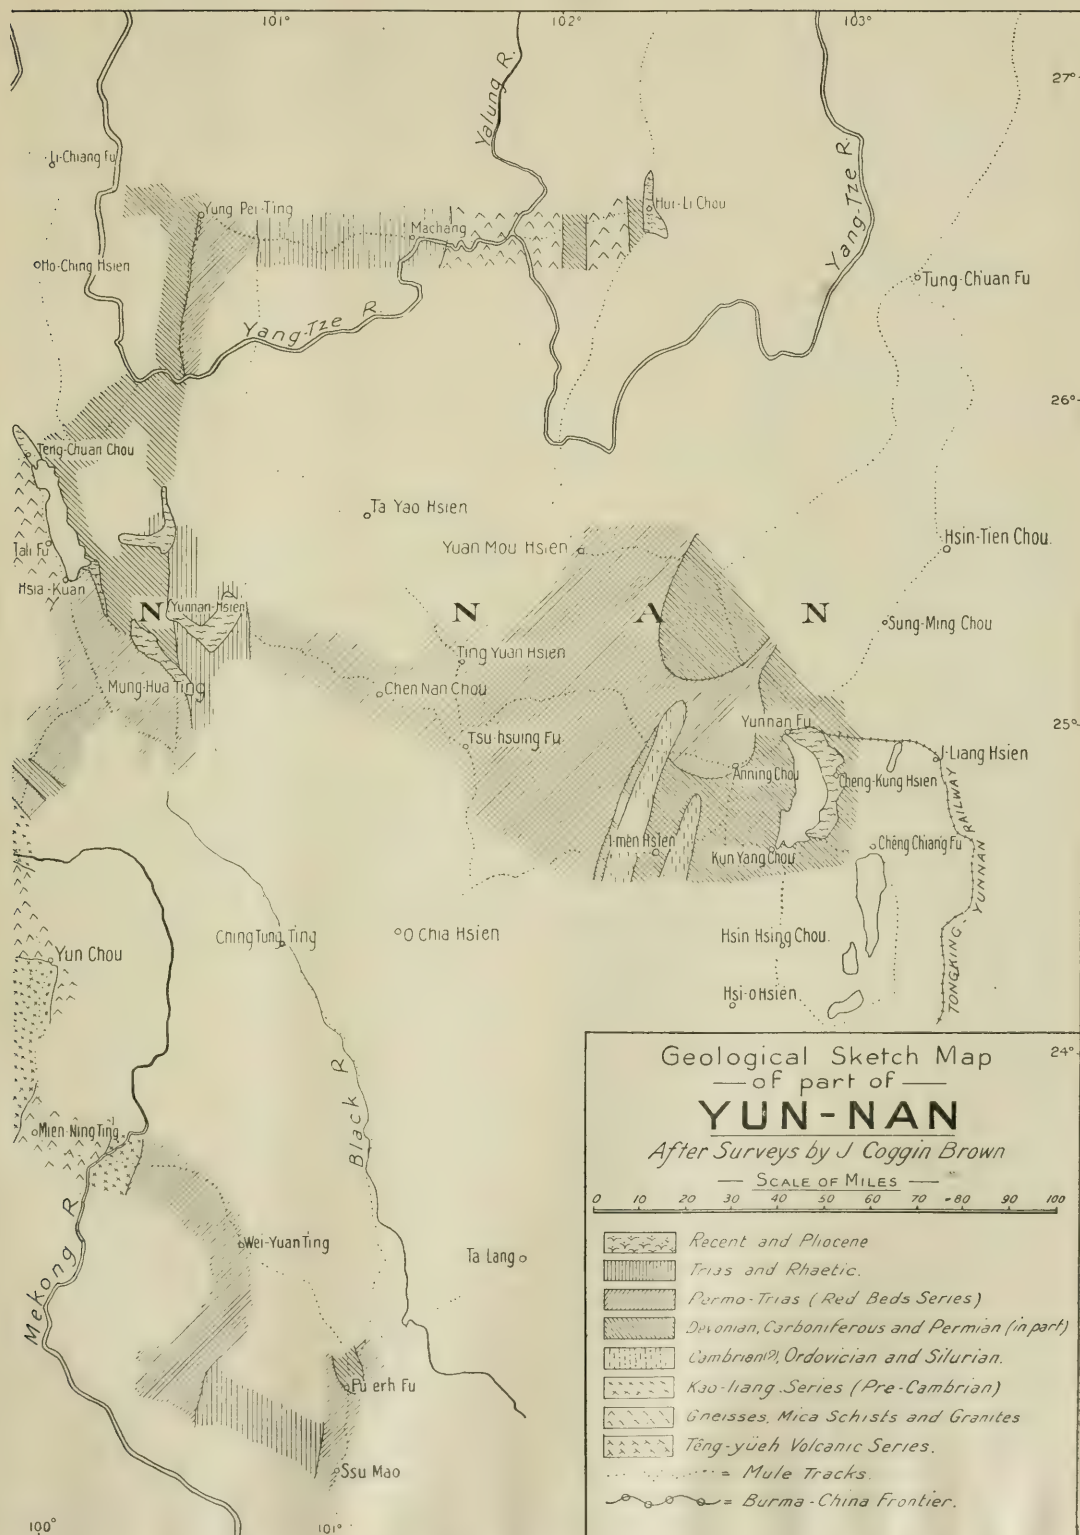 101°
102°
103°
27°
Yalung R.
Yang-Tze R.
Li-Chiang Fu
Yung Pei-Ting
Machang
Hui-Li Chou
Ho-Ching Hsien
Tung-Ch'uan Fu
Yang-Tze R.
26°
Teng-Chuan Chou
Ta Yao Hsien
Tali Fu
Yuan Mou Hsien
Hsin-Tien Chou.
Hsia-Kuan
N N A N
Yunnan-Hsien
Sung-Ming Chou
Ting Yuan Hsien
Mung-Hua Ting
Chen Nan Chou
Yunnan Fu
25°
Tsu-hsuing Fu
I-Liang Hsien
Anning Chou
Cheng-Kung Hsien
I-mên Hsien
Kun Yang Chou
Chêng Chiang Fu
TONGKING-YUNNAN RAILWAY
Ching Tung Ting
O Chia Hsien
Hsin Hsing Chou.
Yun Chou
Hsi-o Hsien.
24°
Black R.
Mien-Ning Ting
Mekong R.
Wei-Yuan Ting
Ta Lang
Pu erh Fu
Ssu Mao
100°
101°
Geological Sketch Map
— of part of —
YUN-NAN
After Surveys by J Coggin Brown
— SCALE OF MILES —
0 10 20 30 40 50 60 70 80 90 100
Recent and Pliocene
Trias and Rhaetic.
Permo-Trias (Red Beds Series)
Devonian, Carboniferous and Permian (in part)
Cambrian(?), Ordovician and Silurian.
Kao-liang Series (Pre-Cambrian)
Gneisses, Mica Schists and Granites
Têng-yüeh Volcanic Series.
= Mule Tracks.
= Burma-China Frontier.